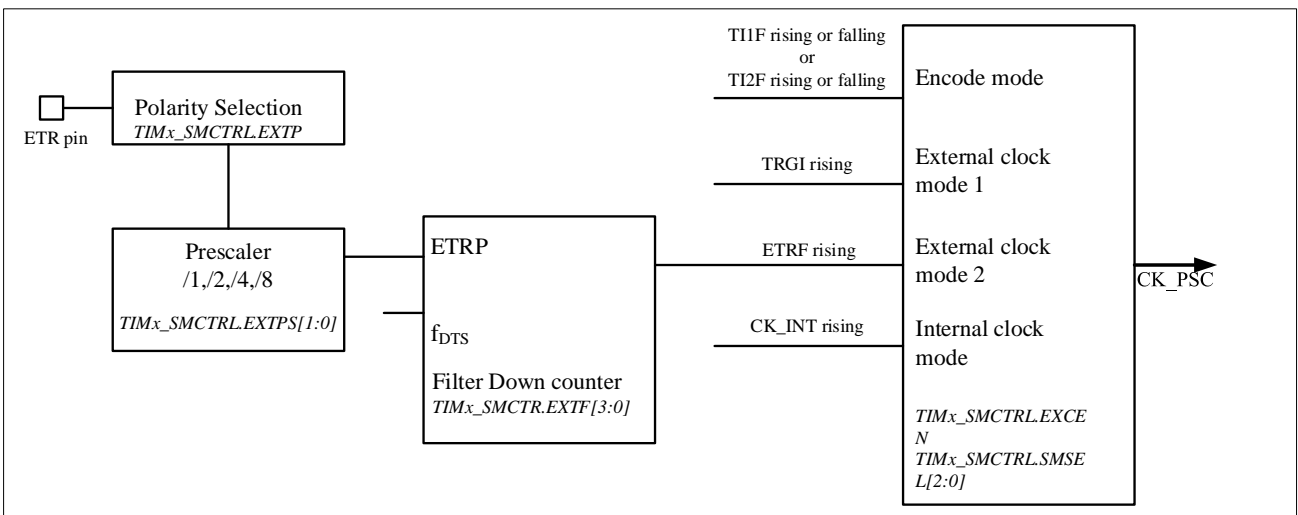 ETR pin
Polarity Selection
TIMx_SMCTRL.EXTP
Prescaler
/1,/2,/4,/8
TIMx_SMCTRL.EXTPS[1:0]
ETRP
fDTS
Filter Down counter
TIMx_SMCTR.EXTF[3:0]
TI1F rising or falling
or
TI2F rising or falling
TRGI rising
ETRF rising
CK_INT rising
Encode mode
External clock
mode 1
External clock
mode 2
Internal clock
mode
TIMx_SMCTRL.EXCE
N
TIMx_SMCTRL.SMSE
L[2:0]
CK_PSC